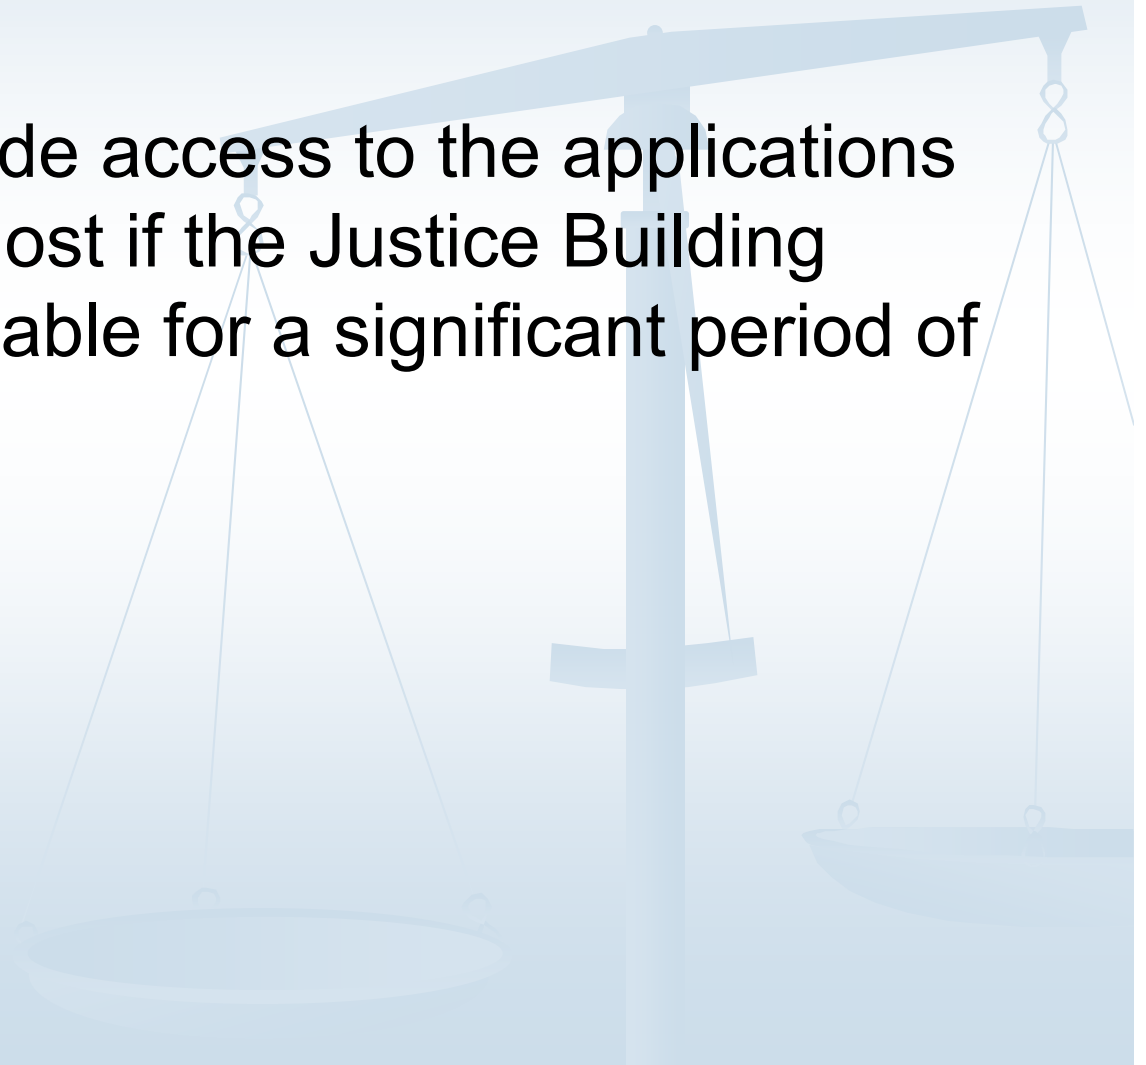 de access to the applications
ost if the Justice Building
able for a significant period of